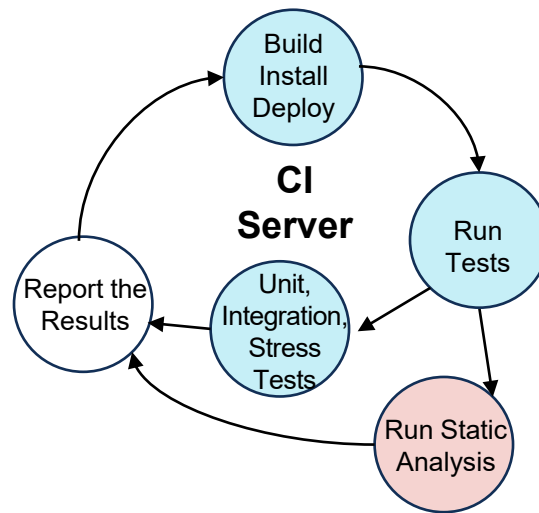 Build
Install
Deploy
CI
Server
Run
Tests
Unit,
Integration,
Stress
Tests
Report the
Results
Run Static
Analysis